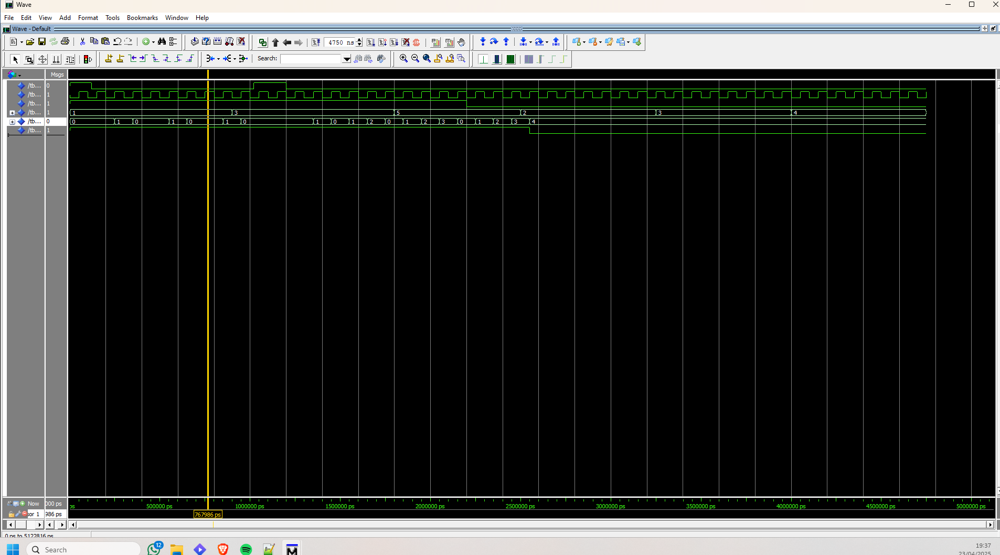 Wave
File Edit View Add Format Tools Bookmarks Window Help
Wave - Default
4750 ns
Search:
Msgs
/tb... 0
/tb... 1
/tb... 1
/tb... 1 1 3 5 2 3 4
/tb... 0 0 1 0 1 0 1 0 1 0 1 2 0 1 2 3 0 1 2 3 4
/tb... 1
Now 000 ps ps 500000 ps 1000000 ps 1500000 ps 2000000 ps 2500000 ps 3000000 ps 3500000 ps 4000000 ps 4500000 ps 5000000 ps
sor 1 986 ps 767986 ps
0 ps to 5122816 ps
Search 12 19:37
23/04/2025